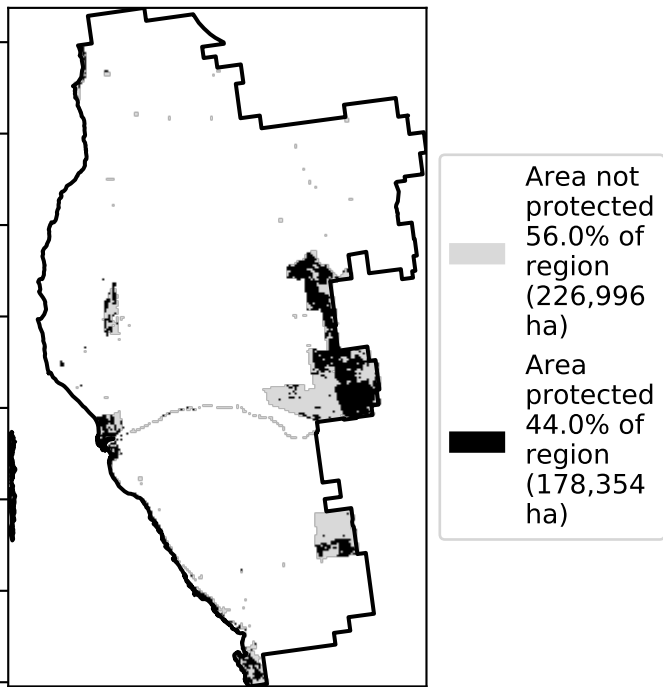 Area not
protected
56.0% of
region
(226,996
ha)
Area
protected
44.0% of
region
(178,354
ha)